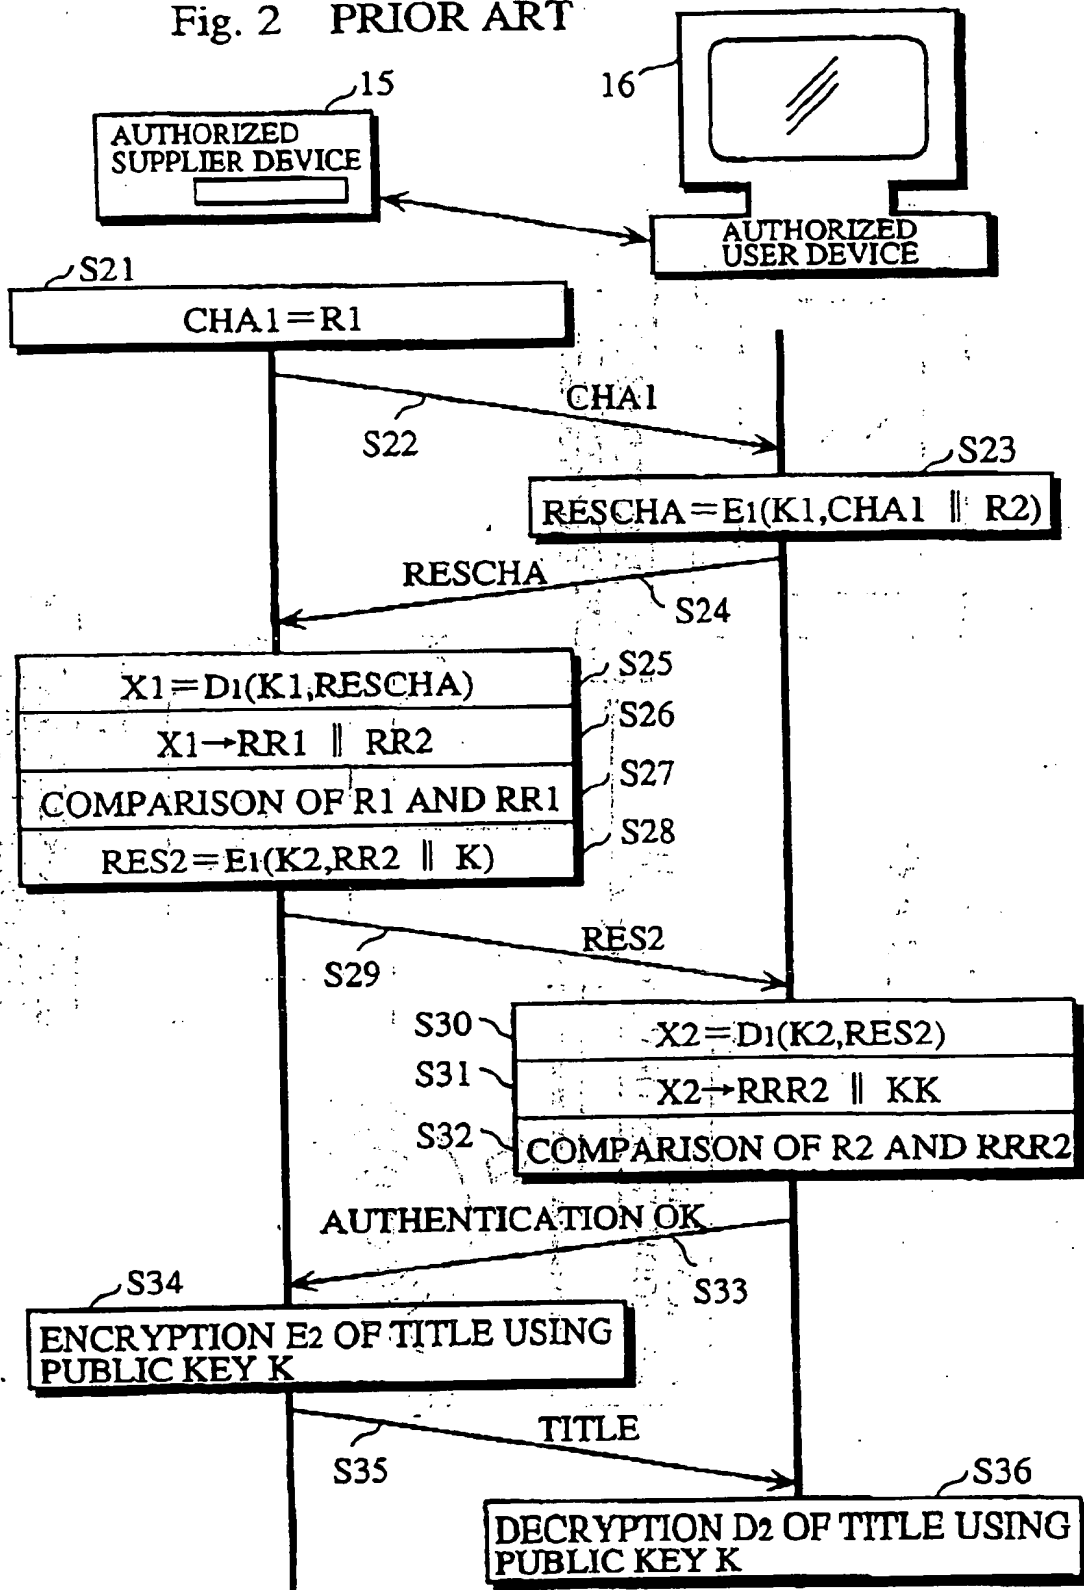 Fig. 2 PRIOR ART
15
16
AUTHORIZED
SUPPLIER DEVICE
AUTHORIZED
USER DEVICE
S21
CHA1=R1
CHA1
S22
S23
RESCHA=E1(K1,CHA1 ‖ R2)
RESCHA
S24
X1=D1(K1,RESCHA)
S25
X1→RR1 ‖ RR2
S26
COMPARISON OF R1 AND RR1
S27
RES2=E1(K2,RR2 ‖ K)
S28
RES2
S29
S30
X2=D1(K2,RES2)
S31
X2→RRR2 ‖ KK
S32
COMPARISON OF R2 AND RRR2
AUTHENTICATION OK
S33
S34
ENCRYPTION E2 OF TITLE USING
PUBLIC KEY K
TITLE
S35
S36
DECRYPTION D2 OF TITLE USING
PUBLIC KEY K